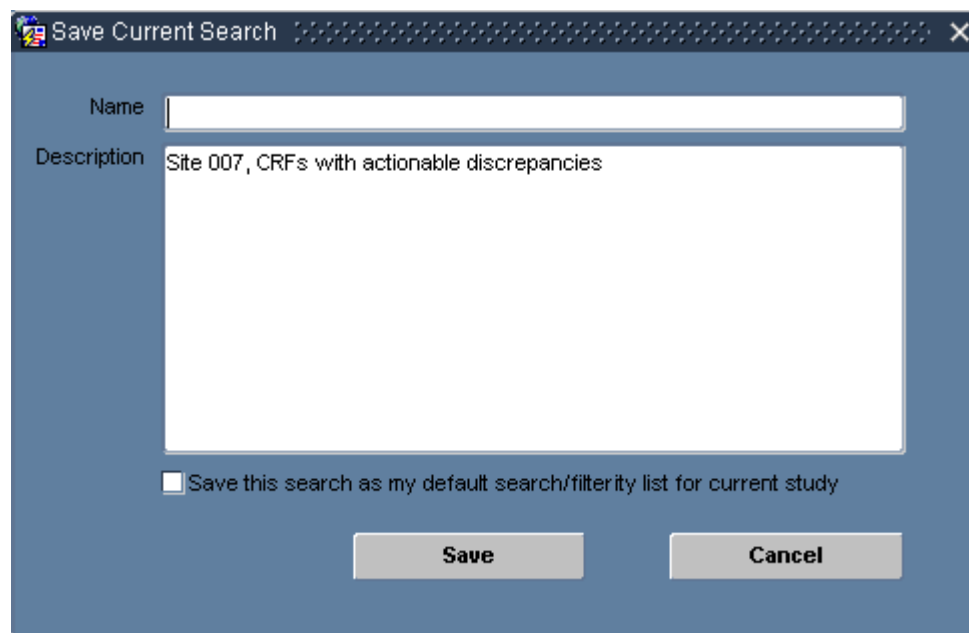 Save Current Search
Name
Description
Site 007, CRFs with actionable discrepancies
Save this search as my default search/filterity list for current study
Save
Cancel